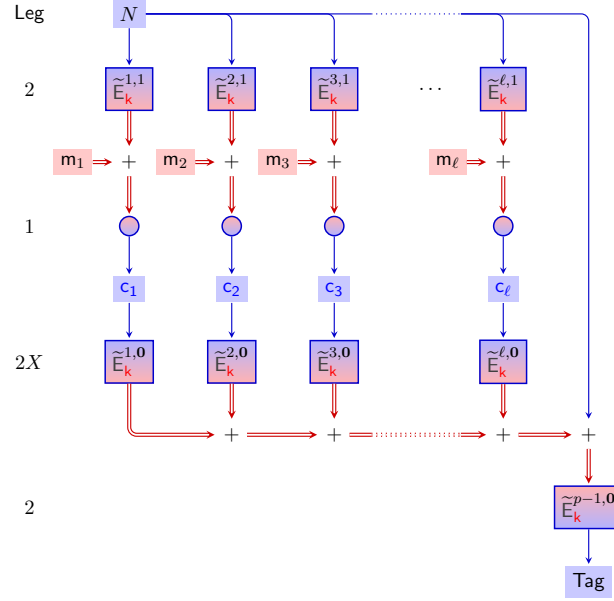 Leg N
2 Ẽ_k^{1,1} Ẽ_k^{2,1} Ẽ_k^{3,1} ··· Ẽ_k^{ℓ,1}
m_1 + m_2 + m_3 + m_ℓ +
1
c_1 c_2 c_3 c_ℓ
2X Ẽ_k^{1,0} Ẽ_k^{2,0} Ẽ_k^{3,0} Ẽ_k^{ℓ,0}
+ + + +
2 Ẽ_k^{p−1,0}
Tag